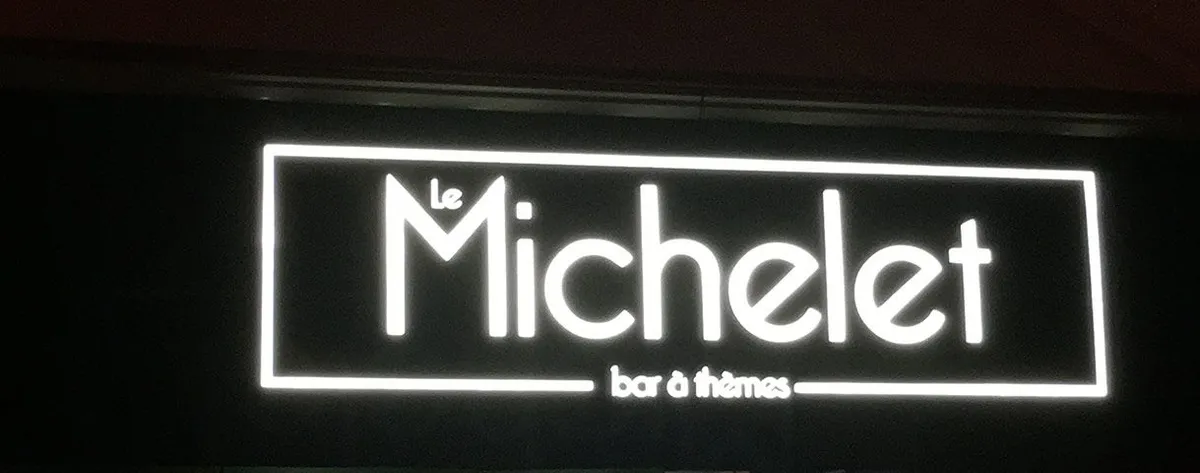 Le
Michelet
bar à thèmes